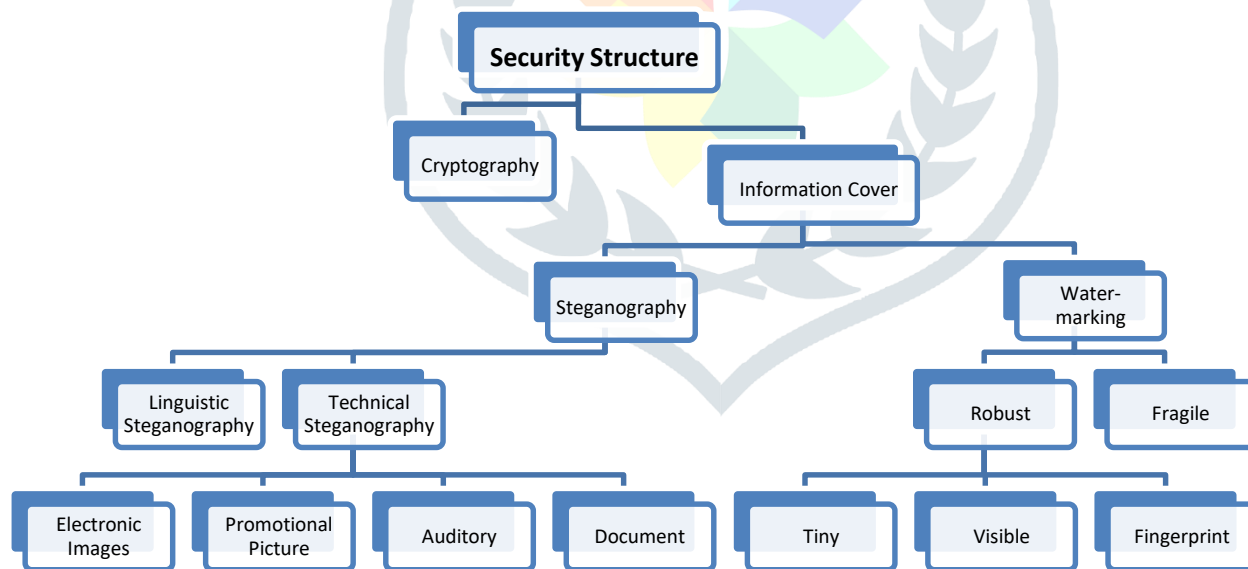 Security Structure
Cryptography
Information Cover
Steganography
Water-
marking
Linguistic
Steganography
Technical
Steganography
Robust
Fragile
Electronic
Images
Promotional
Picture
Auditory
Document
Tiny
Visible
Fingerprint